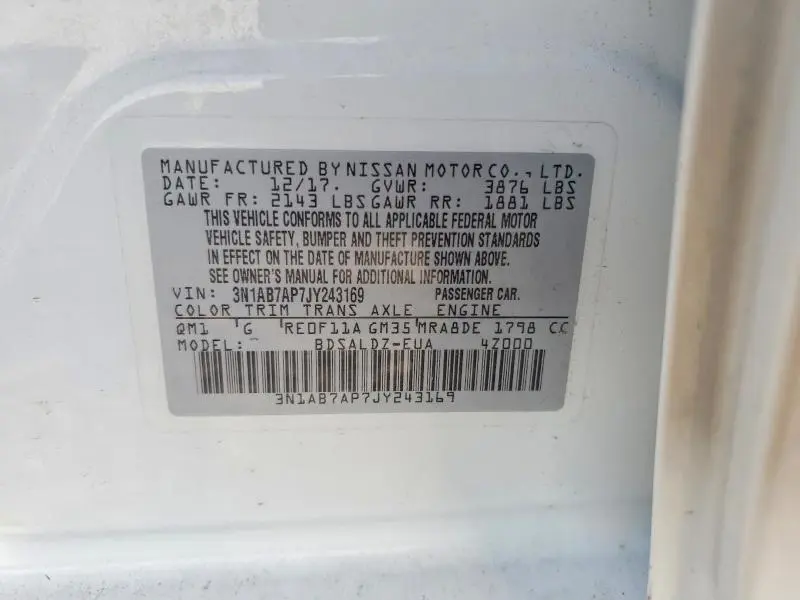 MANUFACTURED BY NISSAN MOTOR CO., LTD.
DATE: 12/17. GVWR: 3876 LBS
GAWR FR: 2143 LBS GAWR RR: 1881 LBS
THIS VEHICLE CONFORMS TO ALL APPLICABLE FEDERAL MOTOR
VEHICLE SAFETY, BUMPER AND THEFT PREVENTION STANDARDS
IN EFFECT ON THE DATE OF MANUFACTURE SHOWN ABOVE.
SEE OWNER'S MANUAL FOR ADDITIONAL INFORMATION.
VIN: 3N1AB7AP7JY243169 PASSENGER CAR.
COLOR TRIM TRANS AXLE ENGINE
QM1 'G 'RE0F11A GM35 'MRA8DE 1798 CC
MODEL: BDSALDZ-EUA 4Z000
3N1AB7AP7JY243169